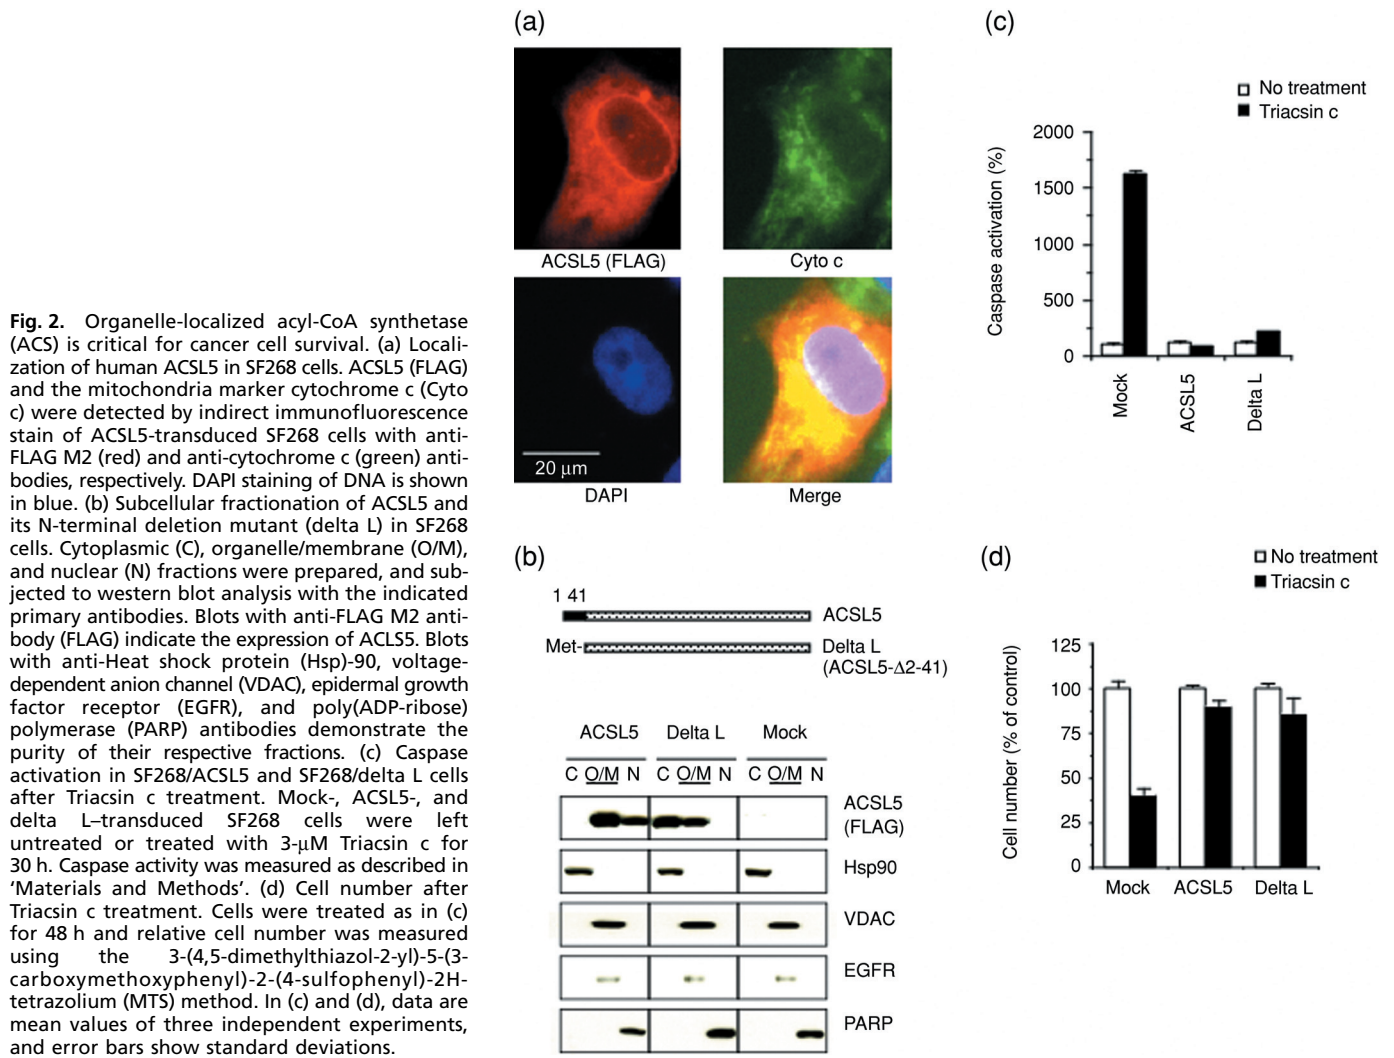 Fig. 2. Organelle-localized acyl-CoA synthetase
(ACS) is critical for cancer cell survival. (a) Locali-
zation of human ACSL5 in SF268 cells. ACSL5 (FLAG)
and the mitochondria marker cytochrome c (Cyto
c) were detected by indirect immunofluorescence
stain of ACSL5-transduced SF268 cells with anti-
FLAG M2 (red) and anti-cytochrome c (green) anti-
bodies, respectively. DAPI staining of DNA is shown
in blue. (b) Subcellular fractionation of ACSL5 and
its N-terminal deletion mutant (delta L) in SF268
cells. Cytoplasmic (C), organelle/membrane (O/M),
and nuclear (N) fractions were prepared, and sub-
jected to western blot analysis with the indicated
primary antibodies. Blots with anti-FLAG M2 anti-
body (FLAG) indicate the expression of ACLS5. Blots
with anti-Heat shock protein (Hsp)-90, voltage-
dependent anion channel (VDAC), epidermal growth
factor receptor (EGFR), and poly(ADP-ribose)
polymerase (PARP) antibodies demonstrate the
purity of their respective fractions. (c) Caspase
activation in SF268/ACSL5 and SF268/delta L cells
after Triacsin c treatment. Mock-, ACSL5-, and
delta L–transduced SF268 cells were left
untreated or treated with 3-μM Triacsin c for
30 h. Caspase activity was measured as described in
'Materials and Methods'. (d) Cell number after
Triacsin c treatment. Cells were treated as in (c)
for 48 h and relative cell number was measured
using the 3-(4,5-dimethylthiazol-2-yl)-5-(3-
carboxymethoxyphenyl)-2-(4-sulfophenyl)-2H-
tetrazolium (MTS) method. In (c) and (d), data are
mean values of three independent experiments,
and error bars show standard deviations.
(a)
ACSL5 (FLAG)
Cyto c
20 μm
DAPI
Merge
(b)
1 41
ACSL5
Met-
Delta L
(ACSL5-Δ2-41)
ACSL5 Delta L Mock
C O/M N C O/M N C O/M N
ACSL5
(FLAG)
Hsp90
VDAC
EGFR
PARP
(c)
No treatment
Triacsin c
Caspase activation (%)
2000
1500
1000
500
0
Mock
ACSL5
Delta L
(d)
No treatment
Triacsin c
Cell number (% of control)
125
100
75
50
25
0
Mock ACSL5 Delta L